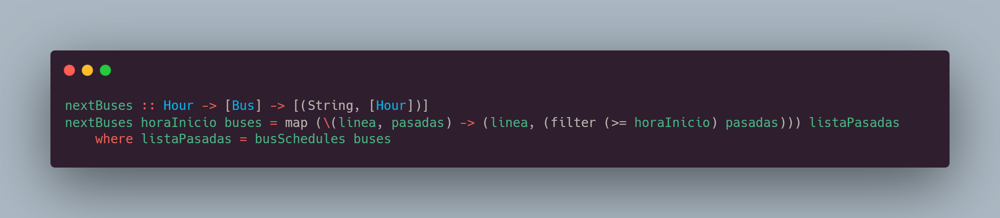 nextBuses :: Hour -> [Bus] -> [(String, [Hour])]
nextBuses horaInicio buses = map (\(linea, pasadas) -> (linea, (filter (>= horaInicio) pasadas))) listaPasadas
    where listaPasadas = busSchedules buses